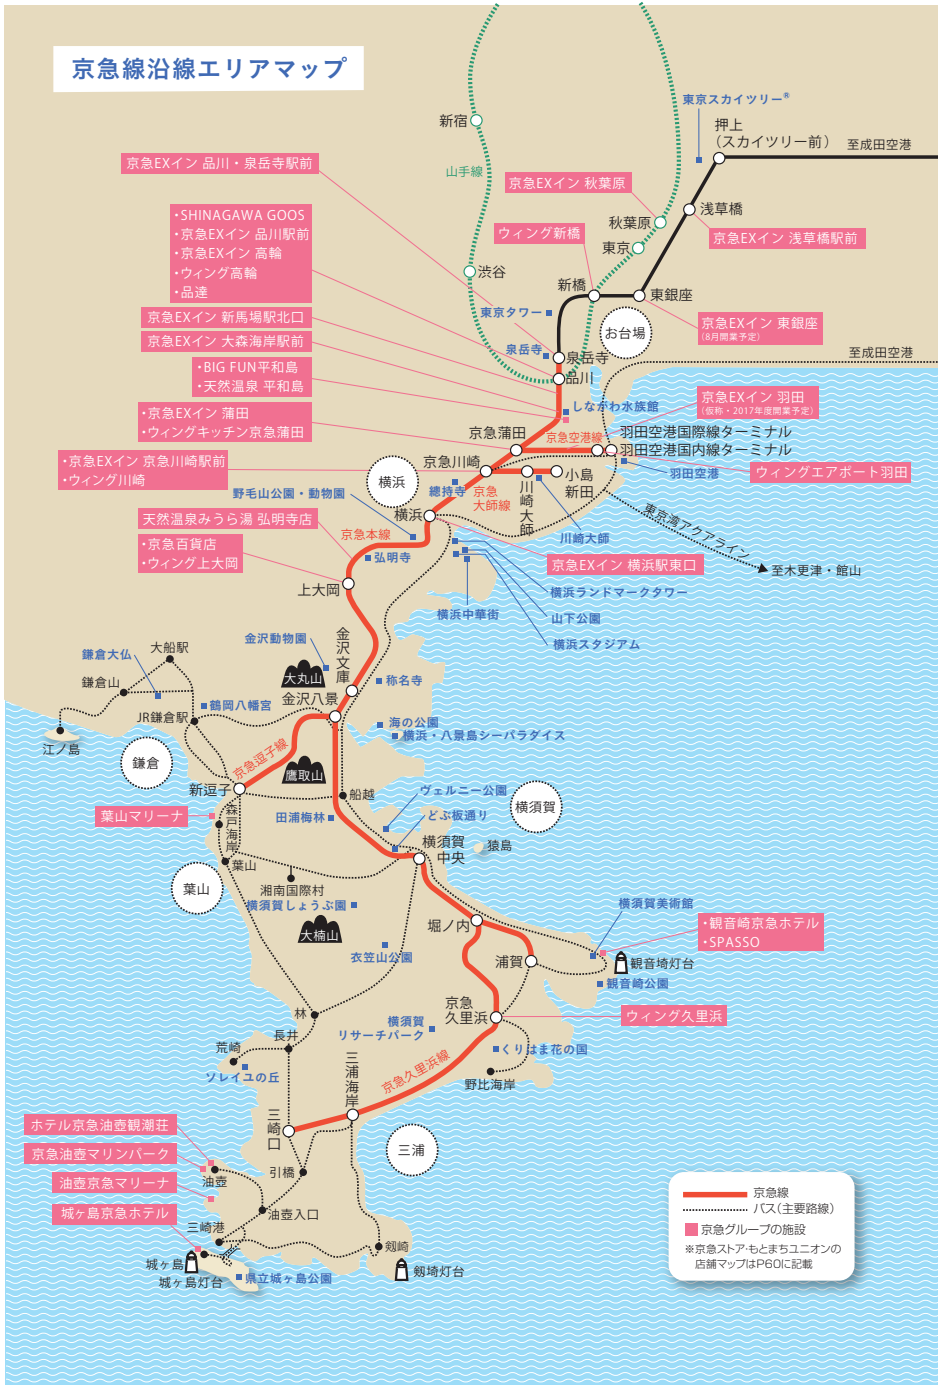 京急線沿線エリアマップ
東京スカイツリー®
新宿
押上
(スカイツリー前)
至成田空港
京急EXイン 品川・泉岳寺駅前
山手線
京急EXイン 秋葉原
・SHINAGAWA GOOS
・京急EXイン 品川駅前
・京急EXイン 高輪
・ウィング高輪
・品達
浅草橋
秋葉原
ウィング新橋
京急EXイン 浅草橋駅前
東京
渋谷
新橋
東銀座
京急EXイン 新馬場駅北口
東京タワー
京急EXイン 東銀座
(8月開業予定)
お台場
京急EXイン 大森海岸駅前
泉岳寺
泉岳寺
至成田空港
・BIG FUN平和島
・天然温泉 平和島
品川
しながわ水族館
京急EXイン 羽田
(仮称・2017年度開業予定)
・京急EXイン 蒲田
・ウィングキッチン京急蒲田
京急蒲田
京急空港線
羽田空港国際線ターミナル
羽田空港国内線ターミナル
・京急EXイン 京急川崎駅前
・ウィング川崎
京急川崎
羽田空港
ウィングエアポート羽田
横浜
小島
新田
總持寺
京急
大師線
川崎大師
野毛山公園・動物園
天然温泉みうら湯 弘明寺店
横浜
東京湾アクアライン
京急本線
川崎大師
・京急百貨店
・ウィング上大岡
弘明寺
京急EXイン 横浜駅東口
至木更津・館山
上大岡
横浜ランドマークタワー
横浜中華街
山下公園
横浜スタジアム
金沢動物園
金沢文庫
大船駅
鎌倉大仏
大丸山
称名寺
鎌倉山
金沢八景
鶴岡八幡宮
JR鎌倉駅
海の公園
横浜・八景島シーパラダイス
江ノ島
京急逗子線
鎌倉
鷹取山
新逗子
船越
ヴェルニー公園
横須賀
葉山マリーナ
森戸海岸
田浦梅林
どぶ板通り
横須賀
中央
猿島
葉山
葉山
湘南国際村
横須賀しょうぶ園
横須賀美術館
大楠山
堀ノ内
・観音崎京急ホテル
・SPASSO
衣笠山公園
浦賀
観音埼灯台
観音崎公園
京急
久里浜
林
ウィング久里浜
横須賀
リサーチパーク
長井
荒崎
くりはま花の国
三浦海岸
京急久里浜線
ソレイユの丘
野比海岸
三崎口
ホテル京急油壺観潮荘
京急油壺マリンパーク
三浦
油壺
引橋
油壺京急マリーナ
城ヶ島京急ホテル
油壺入口
三崎港
剱崎
城ヶ島
城ヶ島灯台
県立城ヶ島公園
剱埼灯台
京急線
バス(主要路線)
京急グループの施設
※京急ストア・もとまちユニオンの
店舗マップはP60に記載